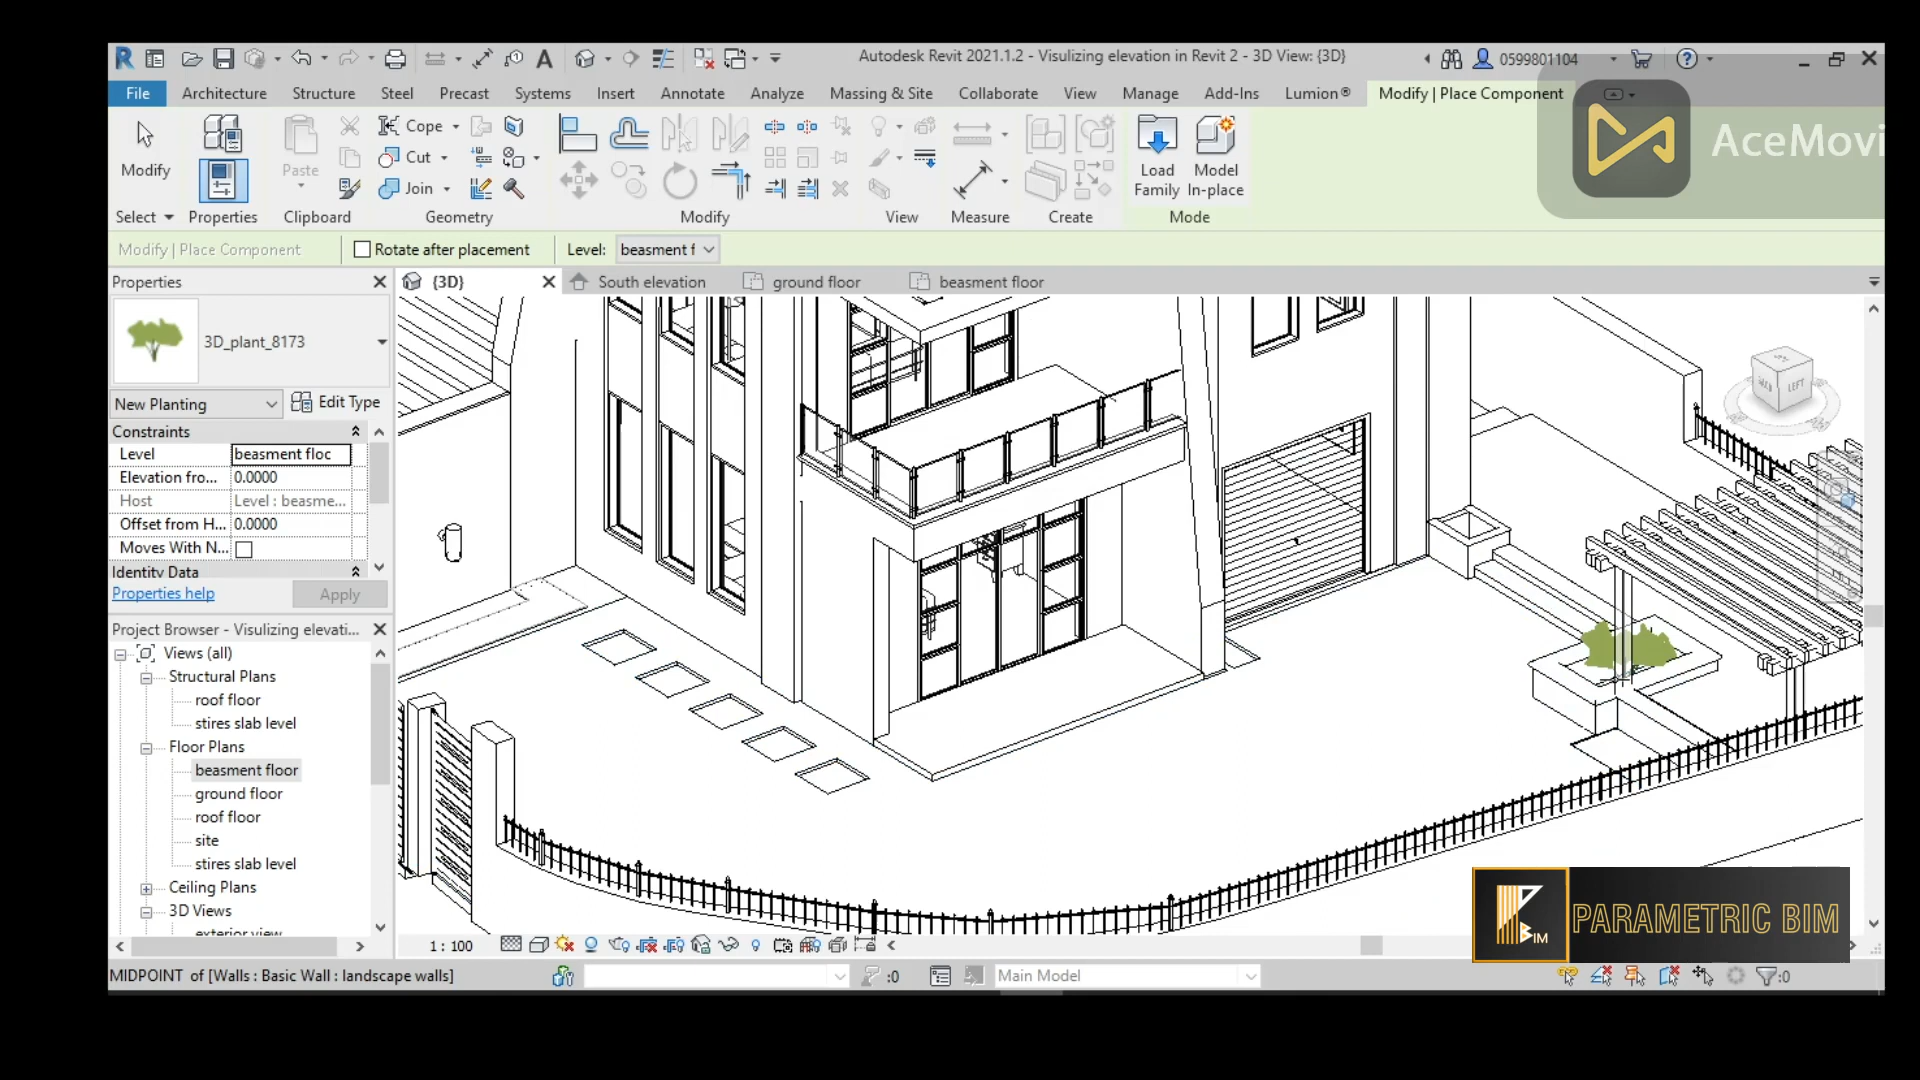 Autodesk Revit 2021.1.2 - Visulizing elevation in Revit 2 - 3D View: {3D}
0599801104
File Architecture Structure Steel Precast Systems Insert Annotate Analyze Massing & Site Collaborate View Manage Add-Ins Lumion® Modify | Place Component
AceMovi
Modify
Paste
Cope
Cut
Join
Load Family
Model In-place
Select Properties Clipboard Geometry Modify View Measure Create Mode
Modify | Place Component
Rotate after placement
Level: beasment f
Properties
{3D} South elevation ground floor beasment floor
3D_plant_8173
New Planting
Edit Type
Constraints
Level beasment floc
Elevation fro... 0.0000
Host Level : beasme...
Offset from H... 0.0000
Moves With N...
Identity Data
Properties help
Apply
Project Browser - Visulizing elevati...
Views (all)
Structural Plans
roof floor
stires slab level
Floor Plans
beasment floor
ground floor
roof floor
site
stires slab level
Ceiling Plans
3D Views
exterior view
LEFT
BIM
PARAMETRIC BIM
1 : 100
MIDPOINT of [Walls : Basic Wall : landscape walls]
:0
Main Model
:0